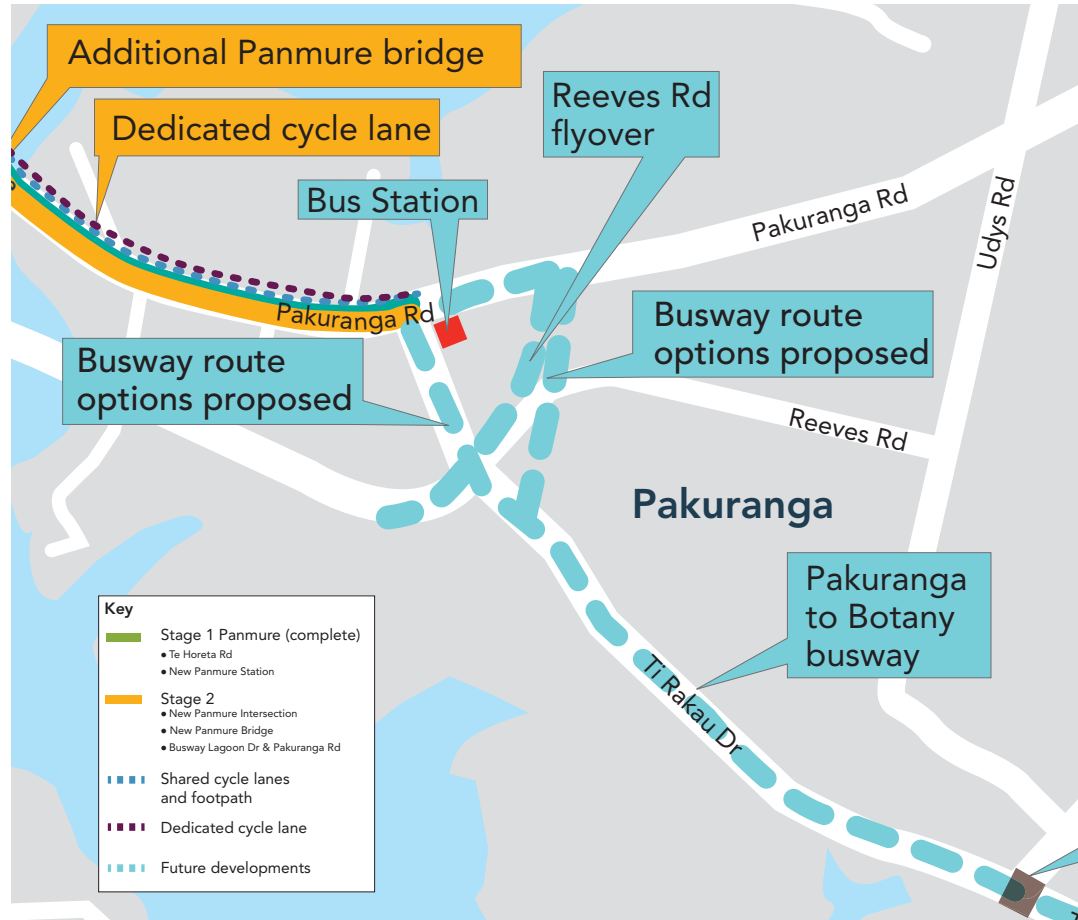 Additional Panmure bridge
Dedicated cycle lane
Reeves Rd
flyover
Bus Station
Pakuranga Rd
Udys Rd
Pakuranga Rd
Busway route
options proposed
Busway route
options proposed
Reeves Rd
Pakuranga
Pakuranga
to Botany
busway
Ti Rakau Dr
Key
Stage 1 Panmure (complete)
● Te Horeta Rd
● New Panmure Station
Stage 2
● New Panmure Intersection
● New Panmure Bridge
● Busway Lagoon Dr & Pakuranga Rd
Shared cycle lanes
and footpath
Dedicated cycle lane
Future developments